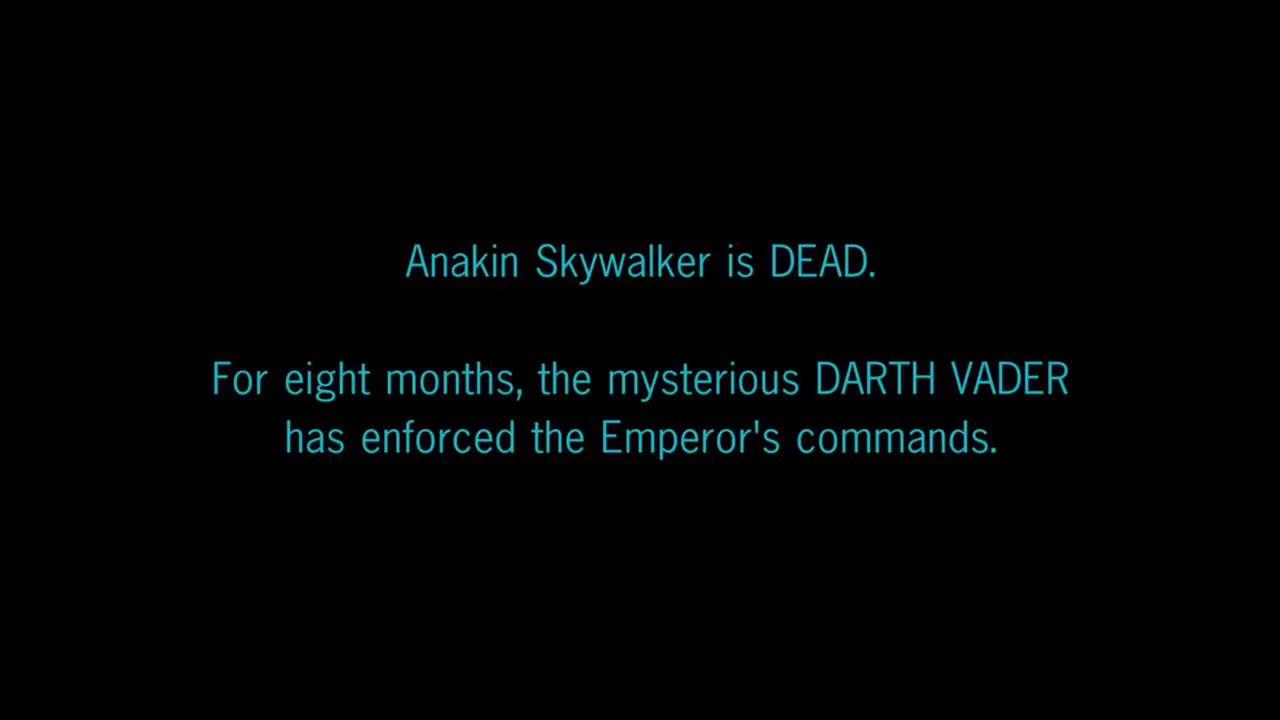 Anakin Skywalker is DEAD.
For eight months, the mysterious DARTH VADER
has enforced the Emperor's commands.